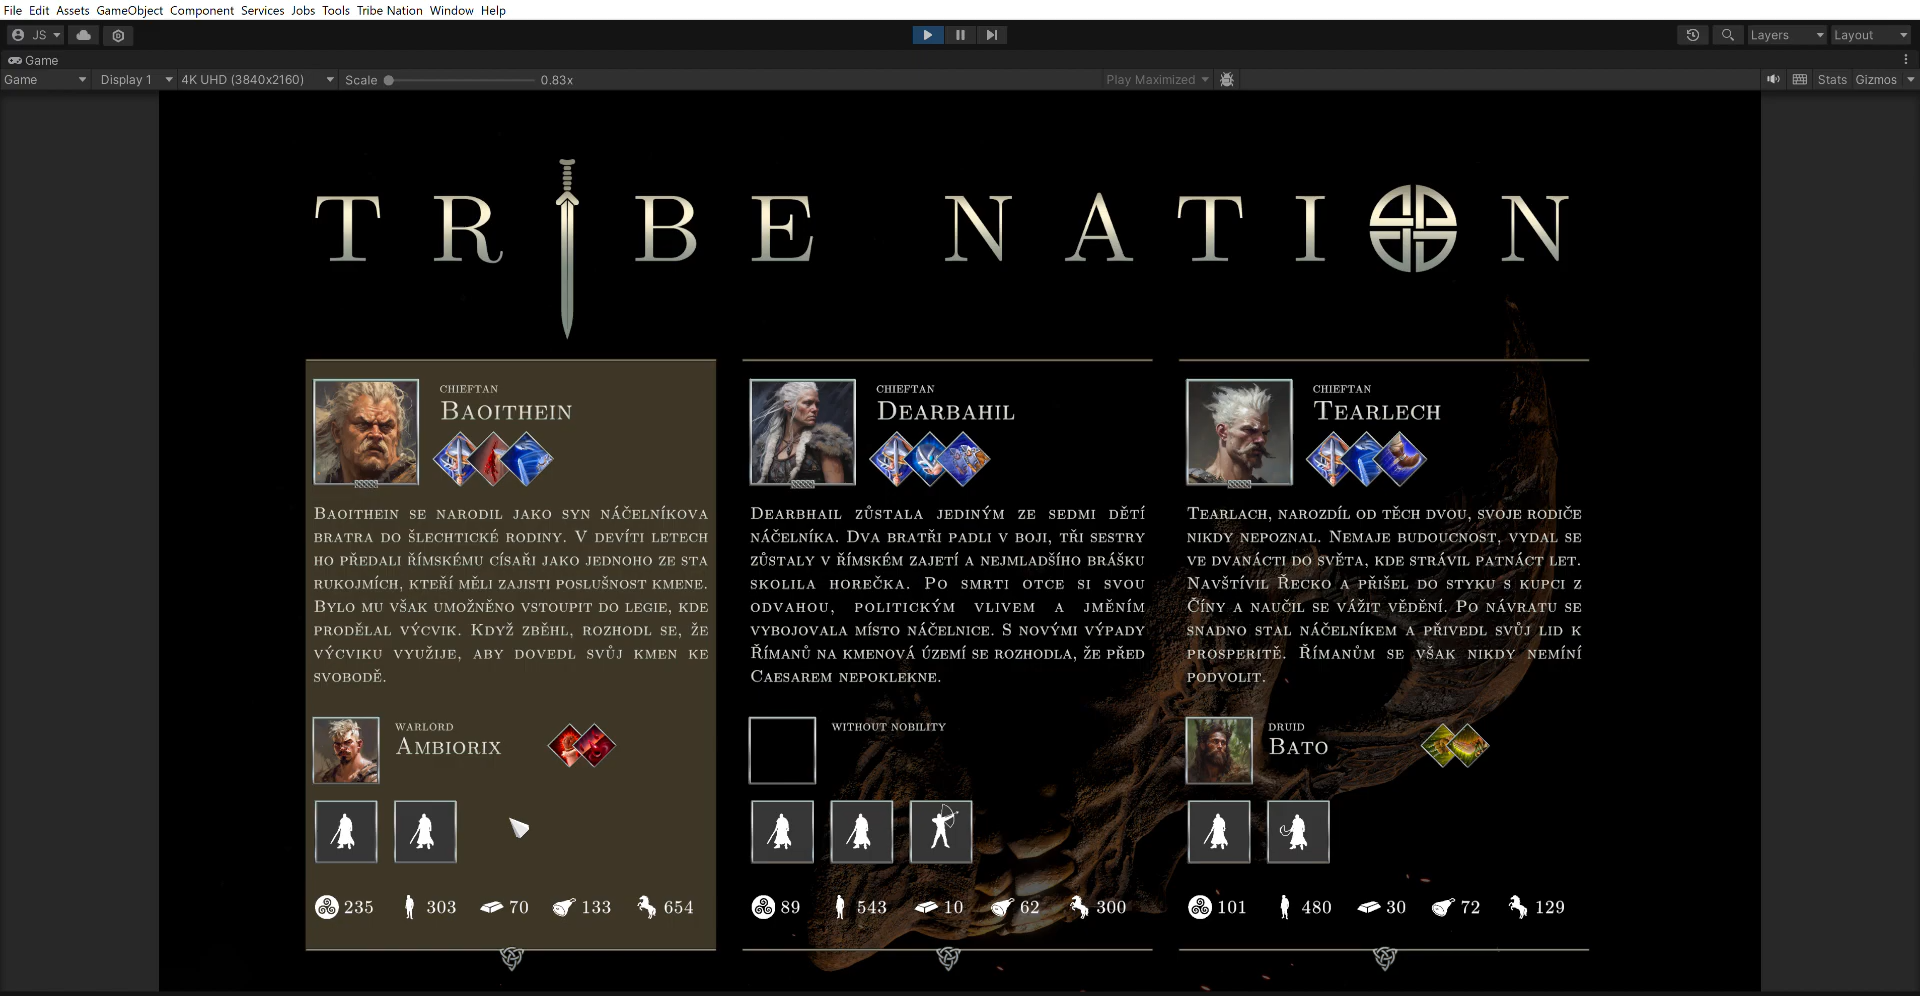 File Edit Assets GameObject Component Services Jobs Tools Tribe Nation Window Help
JS Layers Layout
Game
Game Display 1 4K UHD (3840x2160) Scale 0.83x Play Maximized Stats Gizmos
TRIBE NATION
Chieftan
Baoithein
Baoithein se narodil jako syn náčelníkova
bratra do šlechtické rodiny. V devíti letech
ho předali římskému císaři jako jednoho ze sta
rukojmích, kteří měli zajisti poslušnost kmene.
Bylo mu však umožněno vstoupit do legie, kde
prodělal výcvik. Když zběhl, rozhodl se, že
výcviku využije, aby dovedl svůj kmen ke
svobodě.
Warlord
Ambiorix
235 303 70 133 654
Chieftan
Dearbahil
Dearbhail zůstala jediným ze sedmi dětí
náčelníka. Dva bratři padli v boji, tři sestry
zůstaly v římském zajetí a nejmladšího brášku
skolila horečka. Po smrti otce si svou
odvahou, politickým vlivem a jměním
vybojovala místo náčelnice. S novými výpady
Římanů na kmenová území se rozhodla, že před
Caesarem nepoklekne.
Without nobility
89 543 10 62 300
Chieftan
Tearlech
Tearlach, narozdíl od těch dvou, svoje rodiče
nikdy nepoznal. Nemaje budoucnost, vydal se
ve dvanácti do světa, kde strávil patnáct let.
Navštívil Řecko a přišel do styku s kupci z
Číny a naučil se vážit vědění. Po návratu se
snadno stal náčelníkem a přivedl svůj lid k
prosperitě. Římanům se však nikdy nemíní
podvolit.
Druid
Bato
101 480 30 72 129